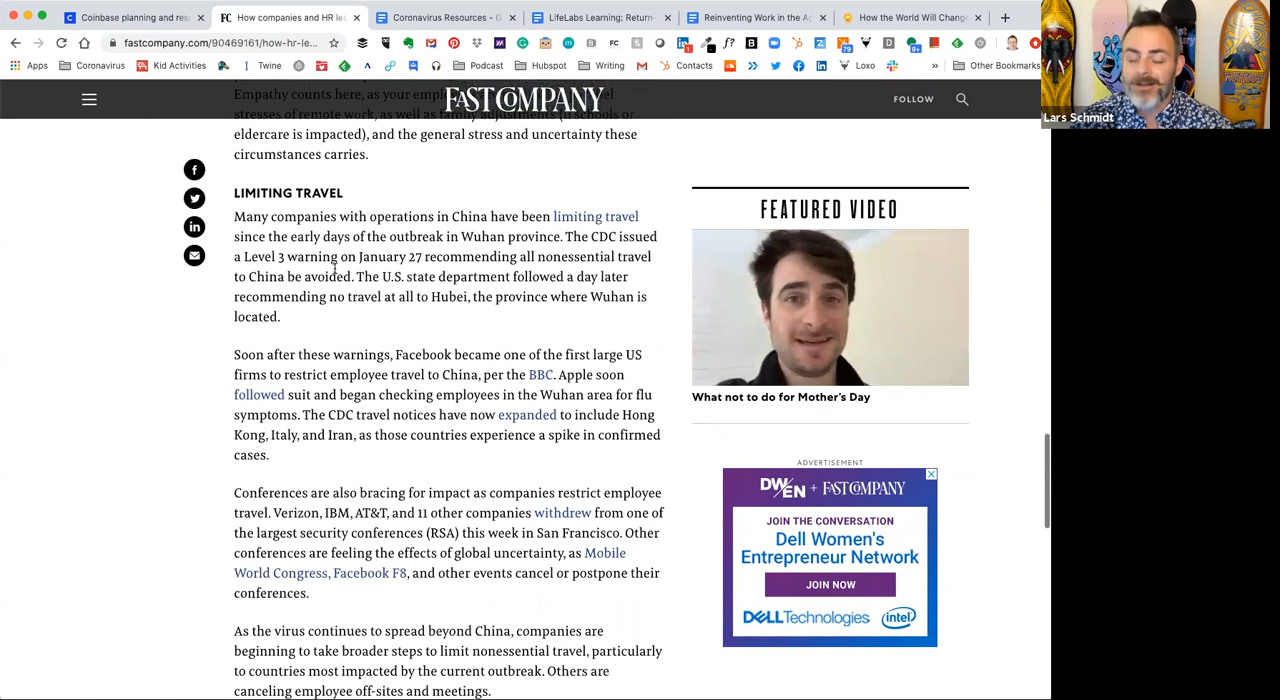 Coinbase planning and res
FC How companies and HR lea
Coronavirus Resources - G
LifeLabs Learning: Return-
Reinventing Work in the Ag
How the World Will Change
fastcompany.com/90469161/how-hr-le...
Apps
Coronavirus
Kid Activities
Twine
Podcast
Hubspot
Writing
Contacts
Loxo
Other Bookmarks
Lars Schmidt
FAST COMPANY
FOLLOW
Empathy counts here, as your
stresses of remote work, as well as family adjustments (if schools or
eldercare is impacted), and the general stress and uncertainty these
circumstances carries.
LIMITING TRAVEL
Many companies with operations in China have been limiting travel
since the early days of the outbreak in Wuhan province. The CDC issued
a Level 3 warning on January 27 recommending all nonessential travel
to China be avoided. The U.S. state department followed a day later
recommending no travel at all to Hubei, the province where Wuhan is
located.
Soon after these warnings, Facebook became one of the first large US
firms to restrict employee travel to China, per the BBC. Apple soon
followed suit and began checking employees in the Wuhan area for flu
symptoms. The CDC travel notices have now expanded to include Hong
Kong, Italy, and Iran, as those countries experience a spike in confirmed
cases.
Conferences are also bracing for impact as companies restrict employee
travel. Verizon, IBM, AT&T, and 11 other companies withdrew from one of
the largest security conferences (RSA) this week in San Francisco. Other
conferences are feeling the effects of global uncertainty, as Mobile
World Congress, Facebook F8, and other events cancel or postpone their
conferences.
As the virus continues to spread beyond China, companies are
beginning to take broader steps to limit nonessential travel, particularly
to countries most impacted by the current outbreak. Others are
canceling employee off-sites and meetings.
FEATURED VIDEO
What not to do for Mother's Day
ADVERTISEMENT
DWEN + FAST COMPANY
JOIN THE CONVERSATION
Dell Women's
Entrepreneur Network
JOIN NOW
DELLTechnologies
intel